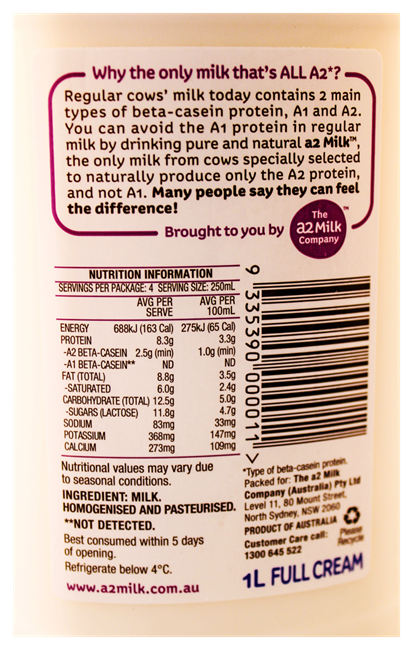 Why the only milk that's ALL A2*?
Regular cows' milk today contains 2 main
types of beta-casein protein, A1 and A2.
You can avoid the A1 protein in regular
milk by drinking pure and natural a2 Milk™,
the only milk from cows specially selected
to naturally produce only the A2 protein,
and not A1. Many people say they can feel
the difference!
Brought to you by
The
a2 Milk
Company
™
NUTRITION INFORMATION
SERVINGS PER PACKAGE: 4 SERVING SIZE: 250mL
AVG PER SERVE AVG PER 100mL
ENERGY 688kJ (163 Cal) 275kJ (65 Cal)
PROTEIN 8.3g 3.3g
-A2 BETA-CASEIN 2.5g (min) 1.0g (min)
-A1 BETA-CASEIN** ND ND
FAT (TOTAL) 8.8g 3.5g
-SATURATED 6.0g 2.4g
CARBOHYDRATE (TOTAL) 12.5g 5.0g
-SUGARS (LACTOSE) 11.8g 4.7g
SODIUM 83mg 33mg
POTASSIUM 368mg 147mg
CALCIUM 273mg 109mg
Nutritional values may vary due
to seasonal conditions.
INGREDIENT: MILK.
HOMOGENISED AND PASTEURISED.
**NOT DETECTED.
Best consumed within 5 days
of opening.
Refrigerate below 4°C.
www.a2milk.com.au
9 335390 000011 >
*Type of beta-casein protein.
Packed for: The a2 Milk
Company (Australia) Pty Ltd
Level 11, 80 Mount Street,
North Sydney, NSW 2060
PRODUCT OF AUSTRALIA
Customer Care call:
1300 645 522
Please
Recycle
1L FULL CREAM